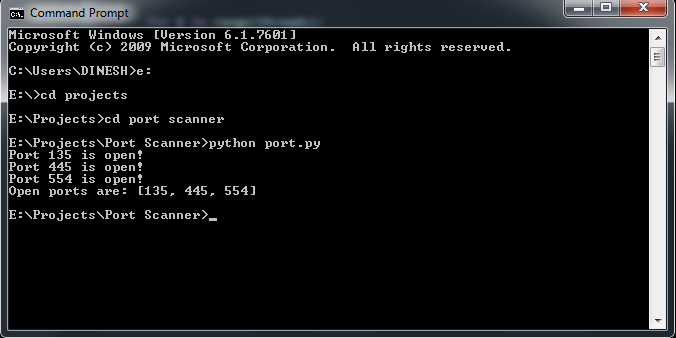 Command Prompt
Microsoft Windows [Version 6.1.7601]
Copyright (c) 2009 Microsoft Corporation.  All rights reserved.
C:\Users\DINESH>e:
E:\>cd projects
E:\Projects>cd port scanner
E:\Projects\Port Scanner>python port.py
Port 135 is open!
Port 445 is open!
Port 554 is open!
Open ports are: [135, 445, 554]
E:\Projects\Port Scanner>_